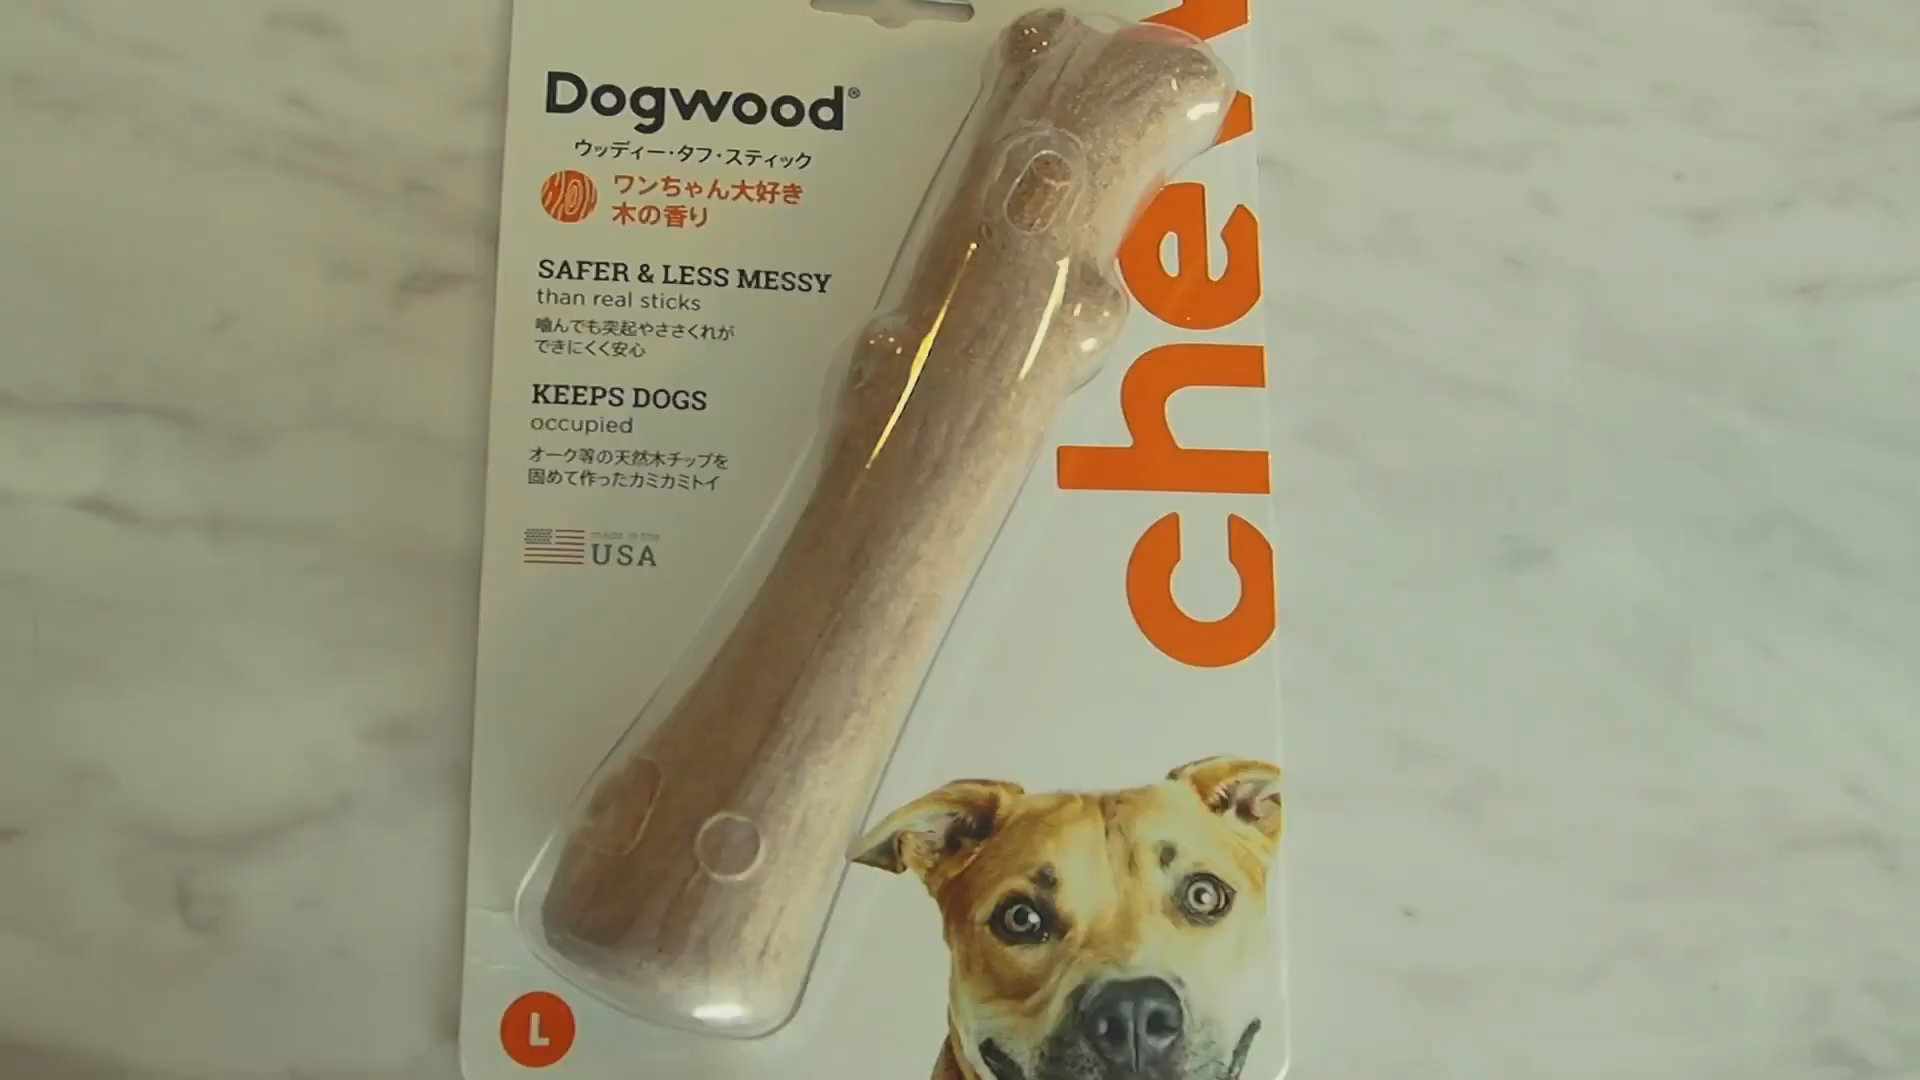 Dogwood®
ウッディー・タフ・スティック
ワンちゃん大好き
木の香り
SAFER & LESS MESSY
than real sticks
噛んでも突起やささくれが
できにくく安心
KEEPS DOGS
occupied
オーク等の天然木チップを
固めて作ったカミカミトイ
made in the
USA
chew
L